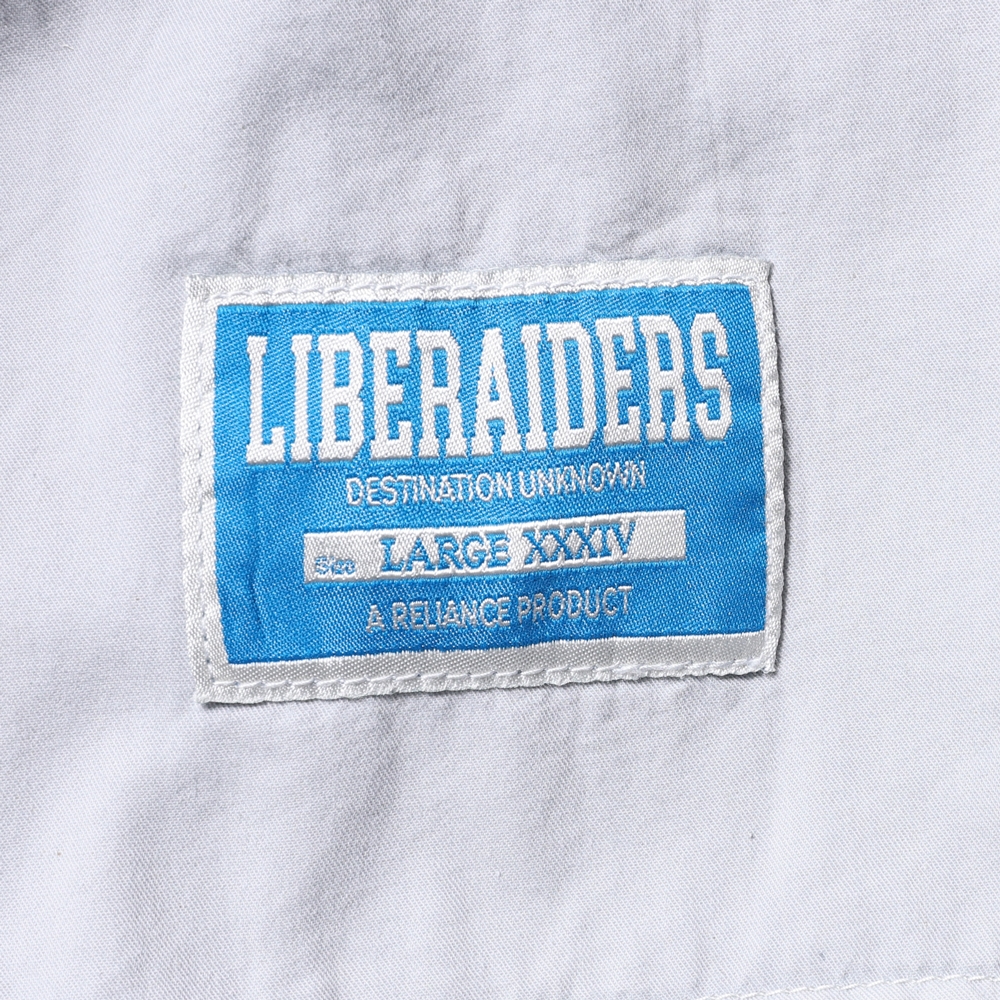 LIBERAIDERS
DESTINATION UNKNOWN
Size LARGE XXXIV
A RELIANCE PRODUCT